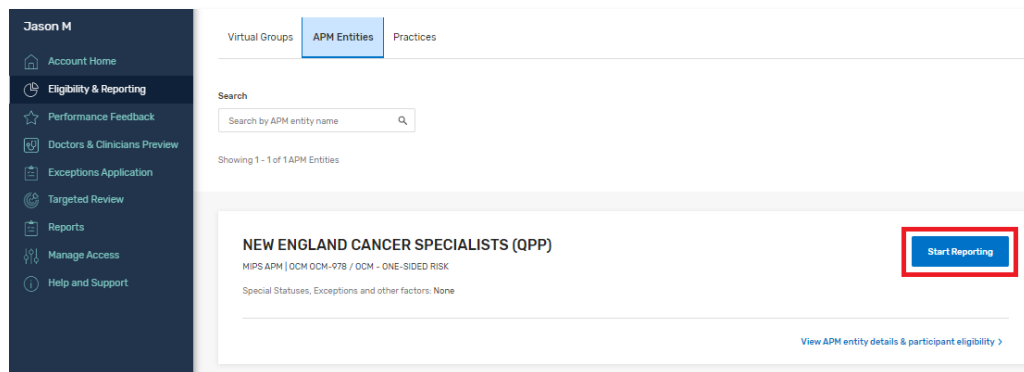 Jason M
Account Home
Eligibility & Reporting
Performance Feedback
Doctors & Clinicians Preview
Exceptions Application
Targeted Review
Reports
Manage Access
Help and Support
Virtual Groups APM Entities Practices
Search
Search by APM entity name
Showing 1 - 1 of 1 APM Entities
NEW ENGLAND CANCER SPECIALISTS (QPP)
MIPS APM | OCM OCM-978 / OCM - ONE-SIDED RISK
Special Statuses, Exceptions and other factors: None
Start Reporting
View APM entity details & participant eligibility >